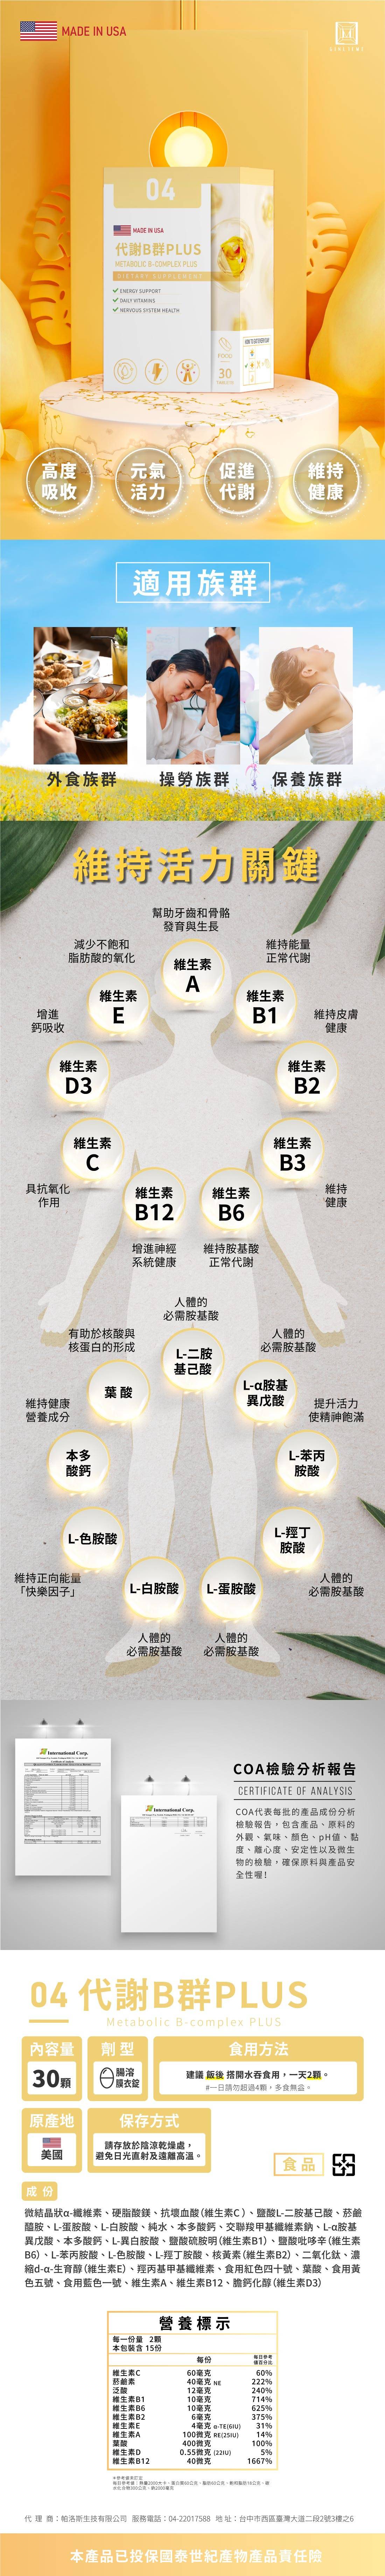 MADE IN USA
04
MADE IN USA
代謝B群PLUS
METABOLIC B-COMPLEX PLUS
DIETARY SUPPLEMENT
ENERGY SUPPORT
DAILY VITAMINS
NERVOUS SYSTEM HEALTH
30
TABLETS
高度
吸收
元氣
活力
促進
代謝
維持
健康
適用族群
外食族群
操勞族群
保養族群
維持活力關鍵
幫助牙齒和骨骼
發育與生長
維生素
A
減少不飽和
脂肪酸的氧化
維生素
E
維持能量
正常代謝
維生素
B1
增進
鈣吸收
維生素
D3
維持皮膚
健康
維生素
B2
維生素
C
具抗氧化
作用
維生素
B3
維持
健康
維生素
B12
增進神經
系統健康
維生素
B6
維持胺基酸
正常代謝
人體的
必需胺基酸
L-二胺
基己酸
有助於核酸與
核蛋白的形成
葉酸
人體的
必需胺基酸
L-α胺基
異戊酸
維持健康
營養成分
本多
酸鈣
提升活力
使精神飽滿
L-苯丙
胺酸
L-色胺酸
維持正向能量
「快樂因子」
L-羥丁
胺酸
人體的
必需胺基酸
L-白胺酸
人體的
必需胺基酸
L-蛋胺酸
人體的
必需胺基酸
International Corp.
International Corp.
COA檢驗分析報告
CERTIFICATE OF ANALYSIS
COA代表每批的產品成份分析
檢驗報告，包含產品、原料的
外觀、氣味、顏色、pH值、黏
度、離心度、安定性以及微生
物的檢驗，確保原料與產品安
全性喔!
04 代謝B群PLUS
Metabolic B-complex PLUS
內容量
30顆
劑型
腸溶
膜衣錠
食用方法
建議 飯後 搭開水吞食用，一天2顆。
#一日請勿超過4顆，多食無益。
原產地
美國
保存方式
請存放於陰涼乾燥處，
避免日光直射及遠離高溫。
食品
成份
微結晶狀α-纖維素、硬脂酸鎂、抗壞血酸(維生素C)、鹽酸L-二胺基己酸、菸鹼
醯胺、L-蛋胺酸、L-白胺酸、純水、本多酸鈣、交聯羧甲基纖維素鈉、L-α胺基
異戊酸、本多酸鈣、L-異白胺酸、鹽酸硫胺明(維生素B1)、鹽酸吡哆辛(維生素
B6)、L-苯丙胺酸、L-色胺酸、L-羥丁胺酸、核黃素(維生素B2)、二氧化鈦、濃
縮d-α-生育醇(維生素E)、羥丙基甲基纖維素、食用紅色四十號、葉酸、食用黃
色五號、食用藍色一號、維生素A、維生素B12、膽鈣化醇(維生素D3)
營養標示
每一份量 2顆
本包裝含 15份
每份 每日參考值百分比
維生素C 60毫克 60%
菸鹼素 40毫克 NE 222%
泛酸 12毫克 240%
維生素B1 10毫克 714%
維生素B6 10毫克 625%
維生素B2 6毫克 375%
維生素E 4毫克 α-TE(6IU) 31%
維生素A 100微克 RE(25IU) 14%
葉酸 400微克 100%
維生素D 0.55微克 (22IU) 5%
維生素B12 40微克 1667%
代理商：帕洛斯生技有限公司 服務電話：04-22017588 地址：台中市西區臺灣大道二段2號3樓之6
本產品已投保國泰世紀產物產品責任險